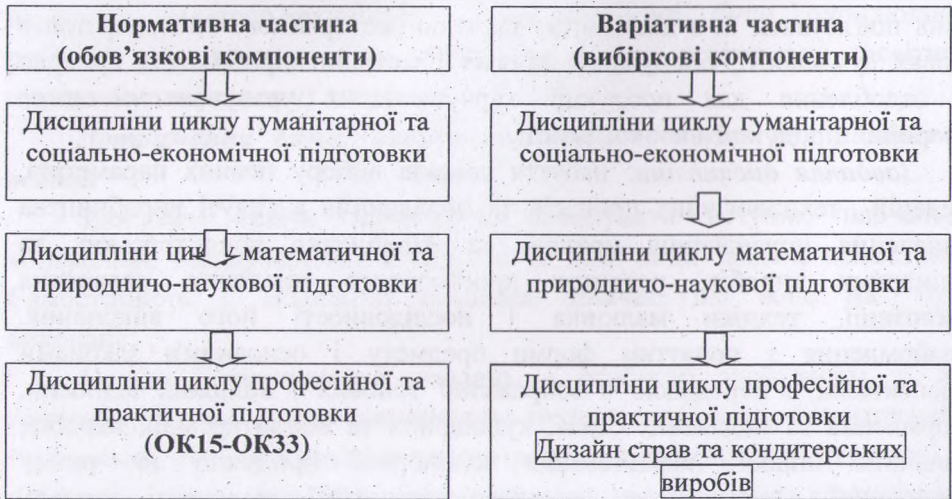 Нормативна частина
(обов’язкові компоненти)
Дисципліни циклу гуманітарної та
соціально-економічної підготовки
Дисципліни цик математичної та
природничо-наукової підготовки
Дисципліни циклу професійної та
практичної підготовки
(ОК15-ОК33)
Варіативна частина
(вибіркові компоненти)
Дисципліни циклу гуманітарної та
соціально-економічної підготовки
Дисципліни циклу математичної та
природничо-наукової підготовки
Дисципліни циклу професійної та
практичної підготовки
Дизайн страв та кондитерських
виробів